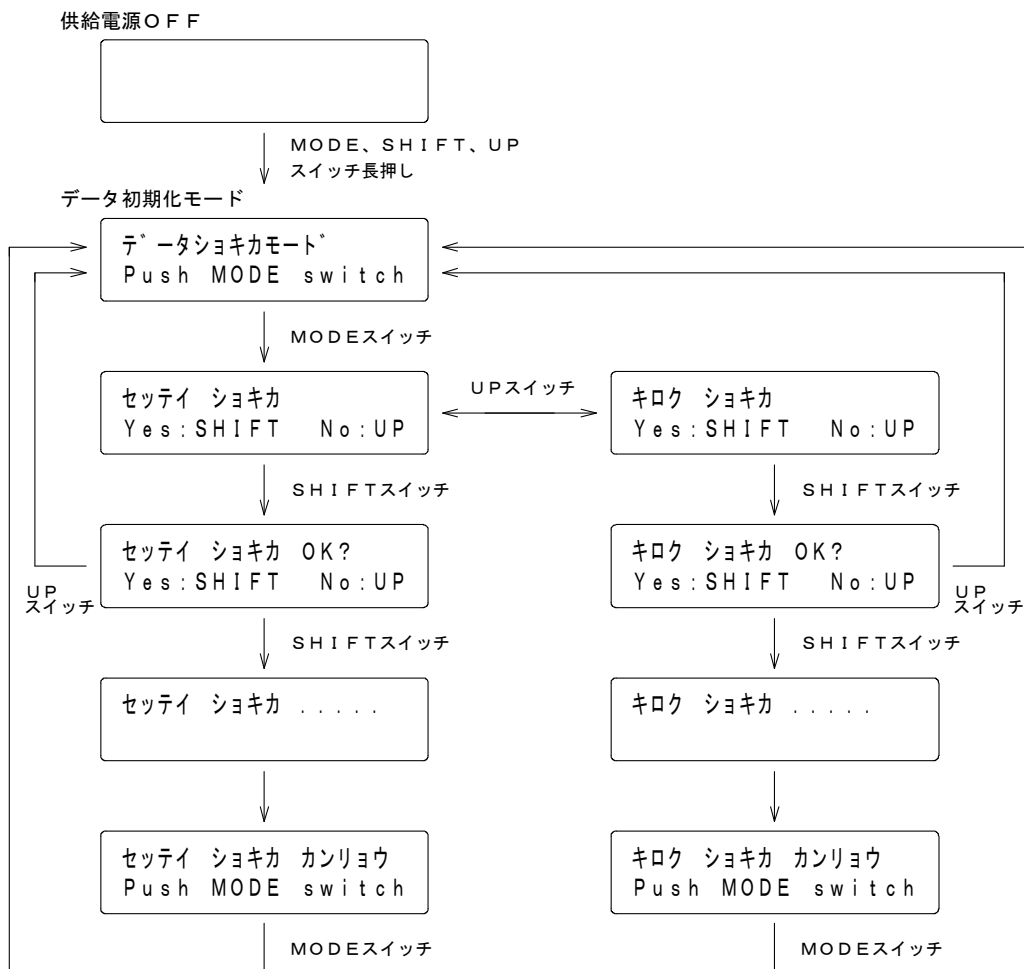 供給電源ＯＦＦ
ＭＯＤＥ、ＳＨＩＦＴ、ＵＰ
スイッチ長押し
データ初期化モード
デ゛ータショキカモード゛
Push MODE switch
ＭＯＤＥスイッチ
セッテイ ショキカ
Yes:SHIFT No:UP
ＵＰスイッチ
キロク ショキカ
Yes:SHIFT No:UP
ＳＨＩＦＴスイッチ
ＳＨＩＦＴスイッチ
セッテイ ショキカ OK?
Yes:SHIFT No:UP
キロク ショキカ OK?
Yes:SHIFT No:UP
ＵＰ
スイッチ
ＵＰ
スイッチ
ＳＨＩＦＴスイッチ
ＳＨＩＦＴスイッチ
セッテイ ショキカ .....
キロク ショキカ .....
セッテイ ショキカ カンリョウ
Push MODE switch
キロク ショキカ カンリョウ
Push MODE switch
ＭＯＤＥスイッチ
ＭＯＤＥスイッチ